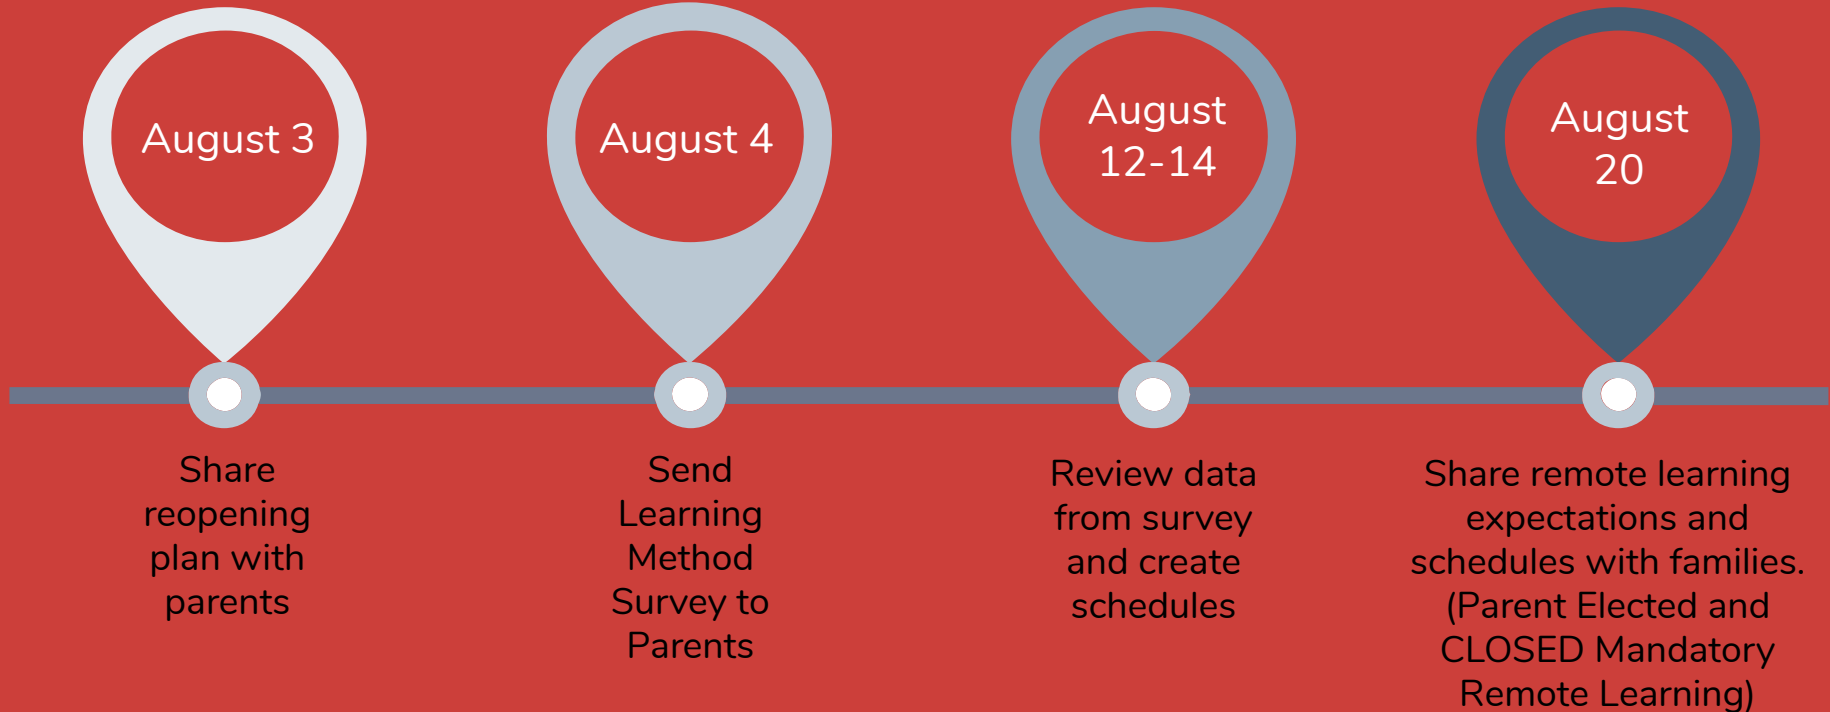 August 3
August 4
August
12-14
August
20
Share
reopening
plan with
parents
Send
Learning
Method
Survey to
Parents
Review data
from survey
and create
schedules
Share remote learning
expectations and
schedules with families.
(Parent Elected and
CLOSED Mandatory
Remote Learning)